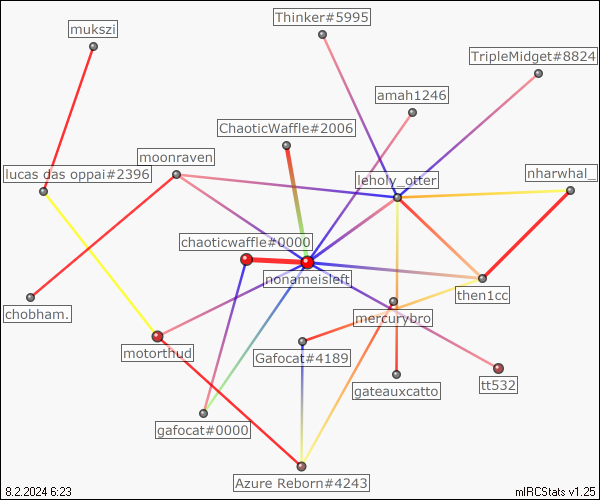 Thinker#5995
mukszi
TripleMidget#8824
amah1246
ChaoticWaffle#2006
moonraven
lucas das oppai#2396
leholy_otter
nharwhal_
chaoticwaffle#0000
nonameisleft
then1cc
chobham.
mercurybro
motorthud
Gafocat#4189
gateauxcatto
tt532
gafocat#0000
Azure Reborn#4243
8.2.2024 6:23
mIRCStats v1.25